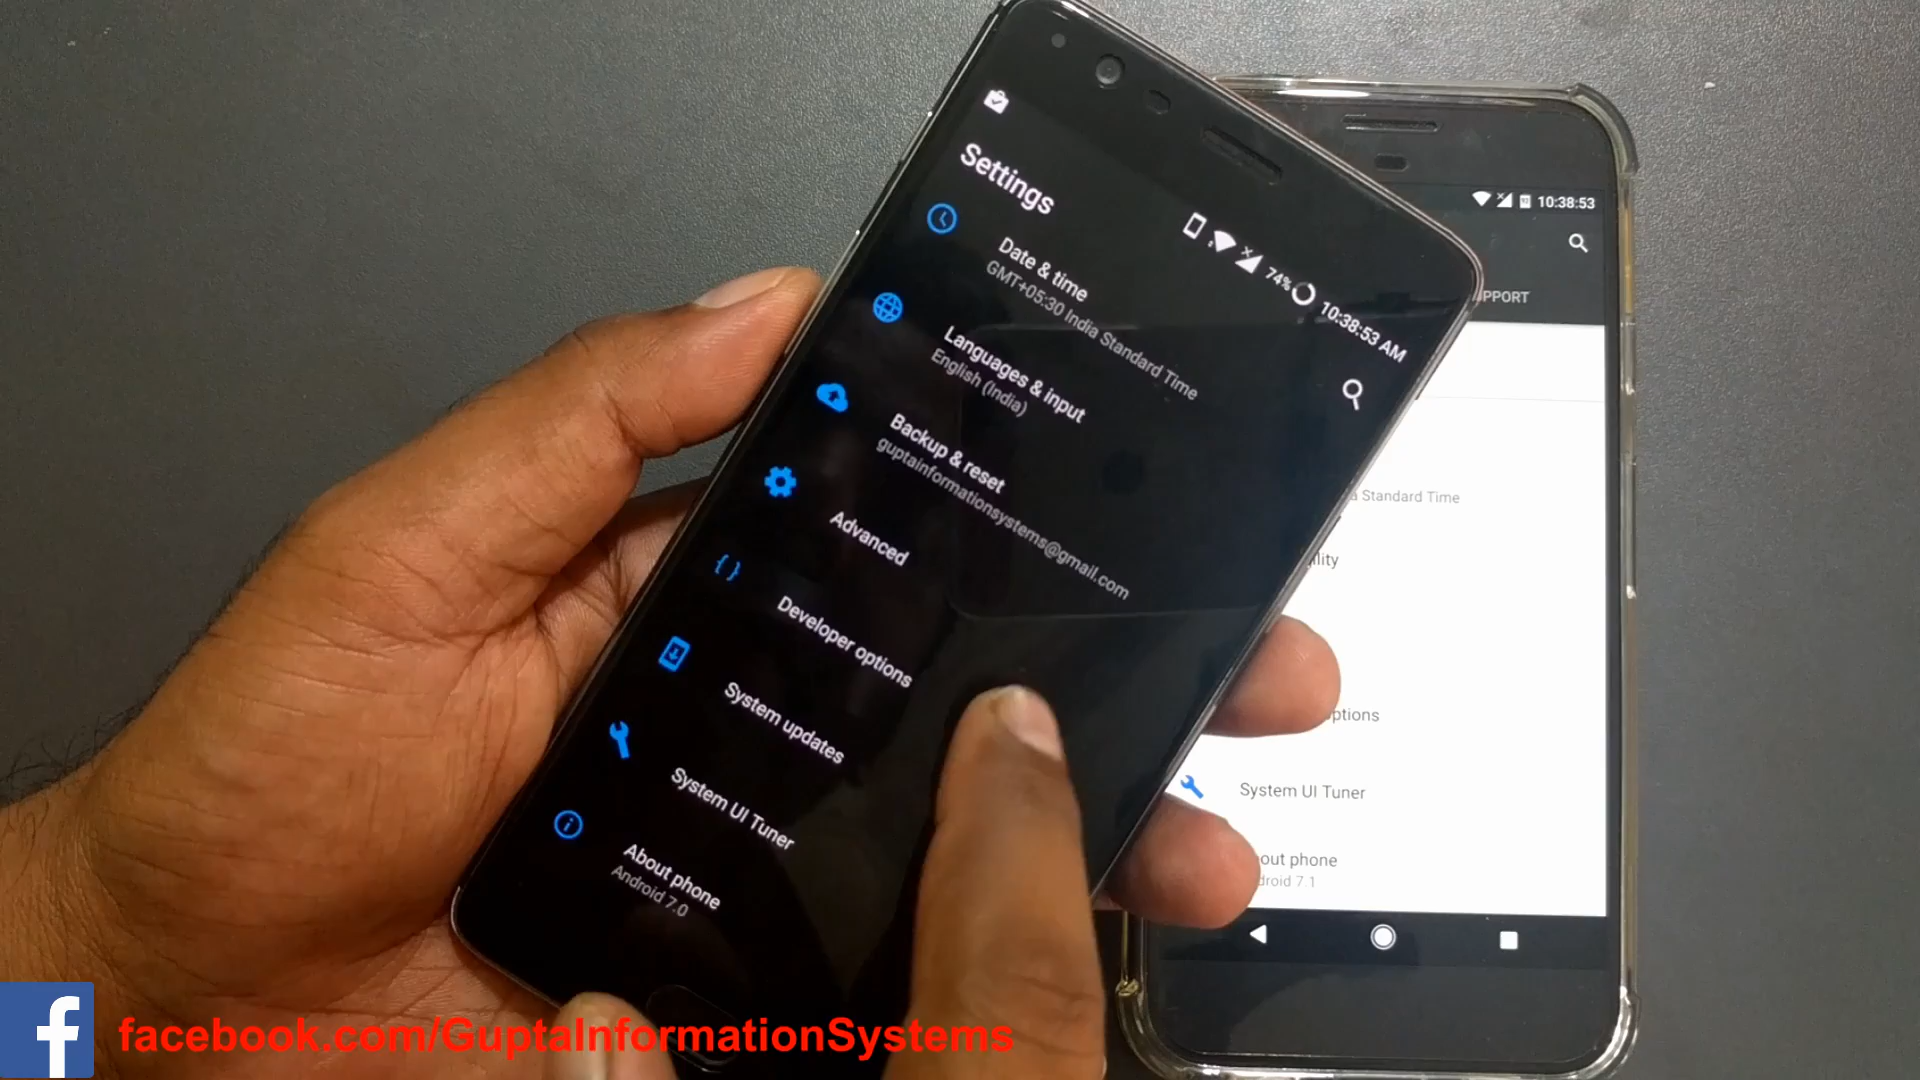 Settings
74% 10:38:53 AM
Date & time
GMT+05:30 India Standard Time
Languages & input
English (India)
Backup & reset
guptainformationsystems@gmail.com
Advanced
{ }
Developer options
System updates
System UI Tuner
About phone
Android 7.0
10:38:53
PPORT
a Standard Time
ility
ptions
System UI Tuner
out phone
droid 7.1
f facebook.com/GuptaInformationSystems